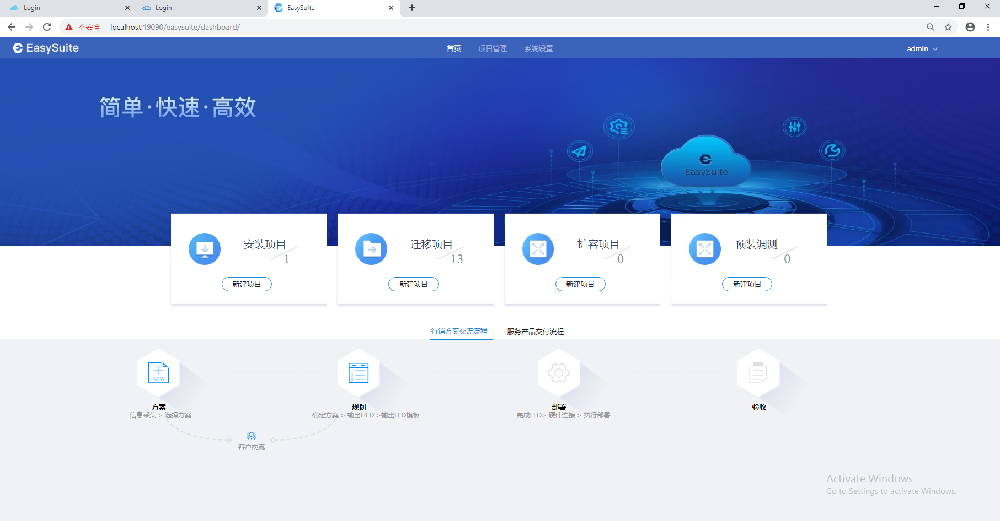 Login
Login
EasySuite
不安全
localhost:19090/easysuite/dashboard/
EasySuite
首页
项目管理
系统设置
admin
简单·快速·高效
EasySuite
安装项目
1
新建项目
迁移项目
13
新建项目
扩容项目
0
新建项目
预装调测
0
新建项目
行销方案交流流程
服务产品交付流程
NEW
1
2
3
方案
信息采集 > 选择方案
规划
确定方案 > 输出HLD >输出LLD模板
部署
完成LLD> 硬件连接 > 执行部署
验收
客户交流
Activate Windows
Go to Settings to activate Windows.